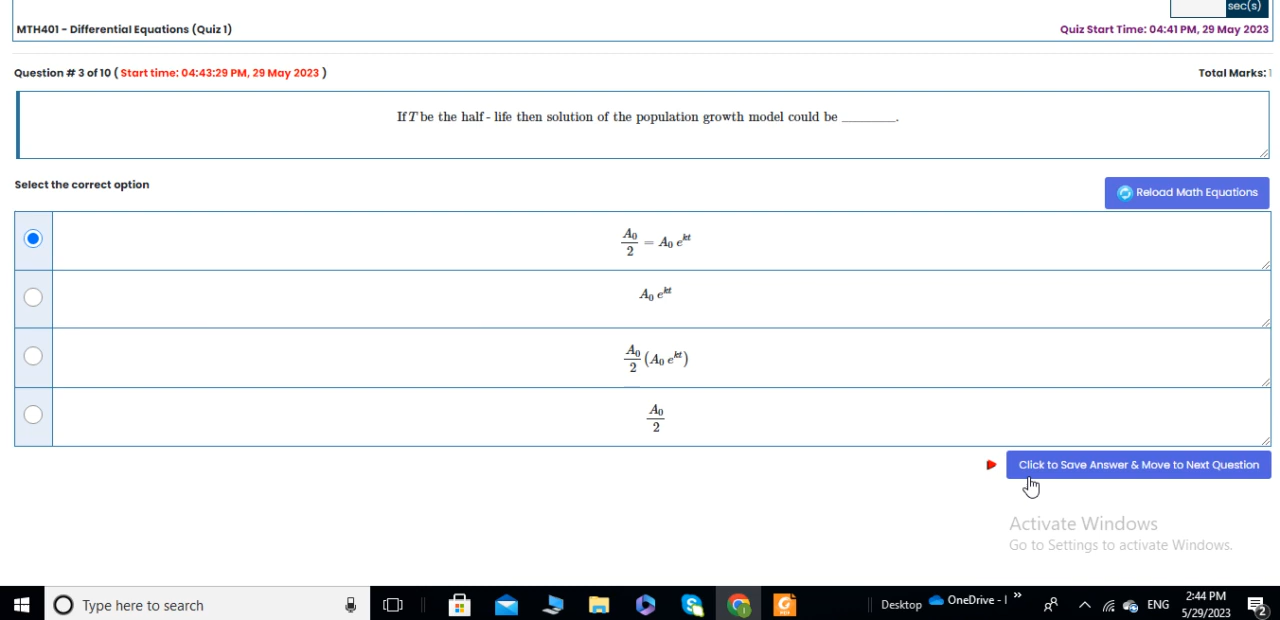 sec(s)
MTH401 - Differential Equations (Quiz 1)
Quiz Start Time: 04:41 PM, 29 May 2023
Question # 3 of 10 ( Start time: 04:43:29 PM, 29 May 2023 )
Total Marks: 1
If T be the half - life then solution of the population growth model could be ________.
Select the correct option
Reload Math Equations
A₀/2 = A₀ e^{kt}
A₀ e^{kt}
A₀/2 (A₀ e^{kt})
A₀/2
Click to Save Answer & Move to Next Question
Activate Windows
Go to Settings to activate Windows.
Type here to search
Desktop
OneDrive - I
ENG
2:44 PM
5/29/2023
2